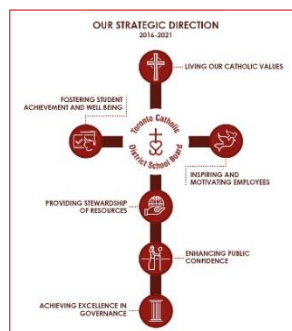 OUR STRATEGIC DIRECTION
2016-2021
LIVING OUR CATHOLIC VALUES
FOSTERING STUDENT
ACHIEVEMENT AND WELL BEING
Toronto Catholic
District School Board
INSPIRING AND
MOTIVATING EMPLOYEES
PROVIDING STEWARDSHIP
OF RESOURCES
ENHANCING PUBLIC
CONFIDENCE
ACHIEVING EXCELLENCE IN
GOVERNANCE